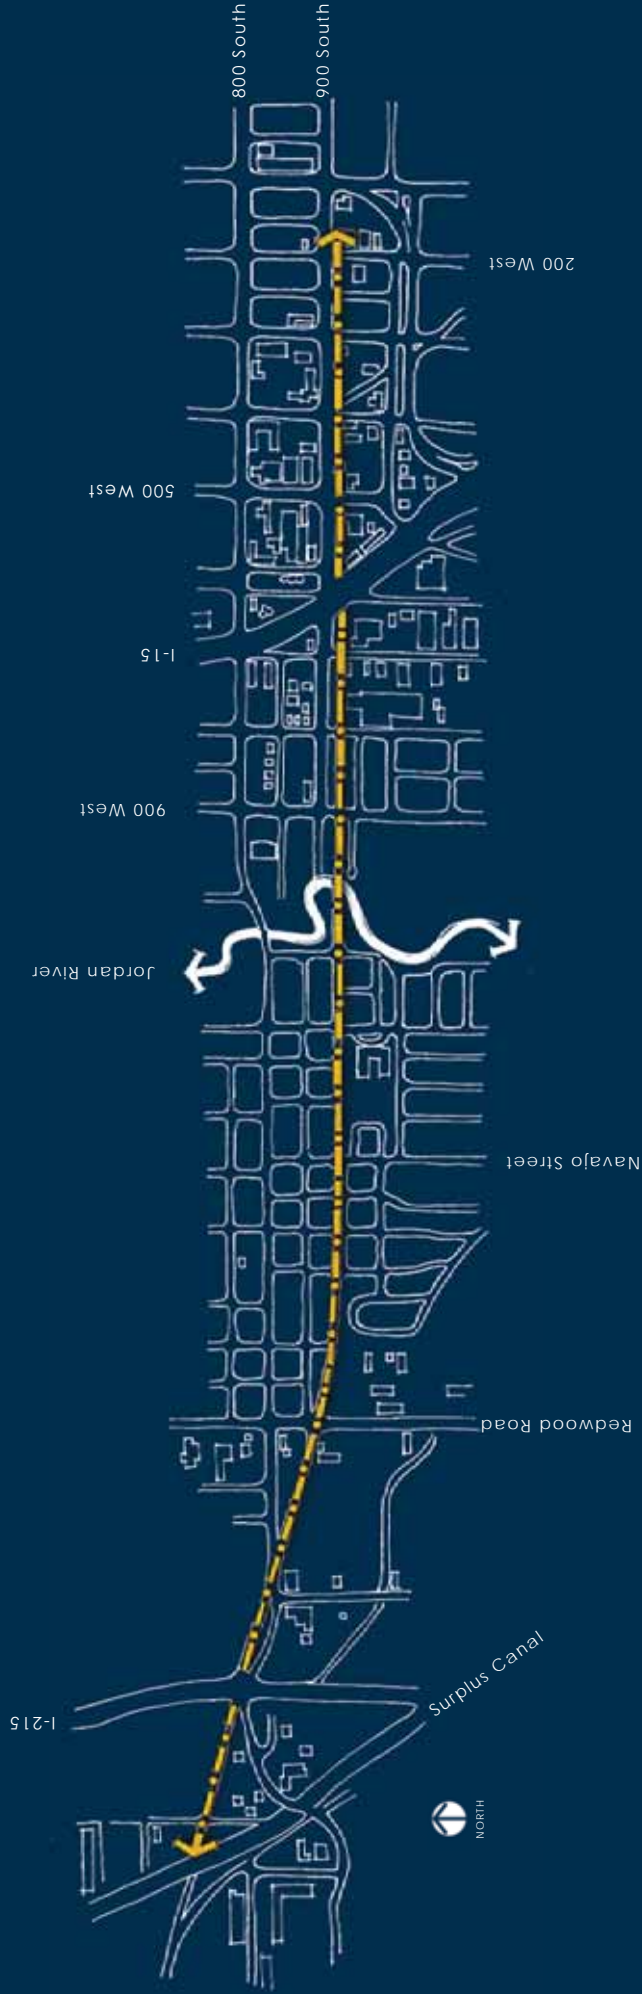 800 South
900 South
200 West
500 West
I-15
900 West
Jordan River
Navajo Street
Redwood Road
Surplus Canal
I-215
NORTH